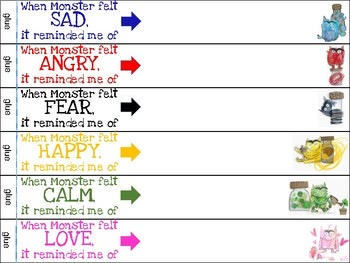 glue
When Monster felt
SAD,
it reminded me of
glue
When Monster felt
ANGRY,
it reminded me of
glue
When Monster felt
FEAR,
it reminded me of
glue
When Monster felt
HAPPY,
it reminded me of
glue
When Monster felt
CALM,
it reminded me of
glue
When Monster felt
LOVE,
it reminded me of